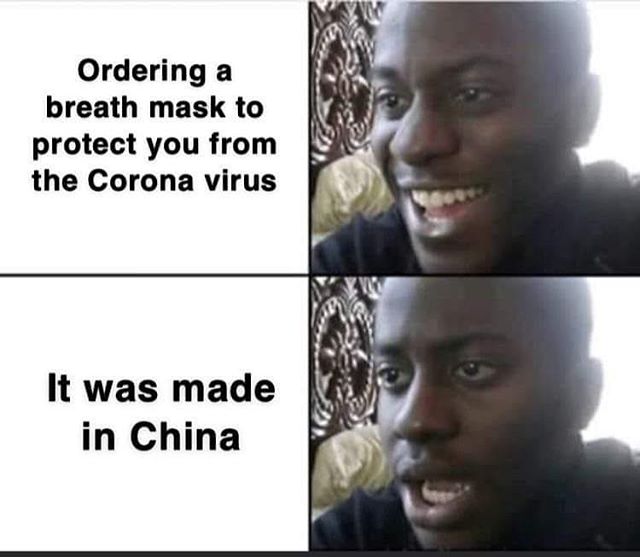 Ordering a
breath mask to
protect you from
the Corona virus
It was made
in China